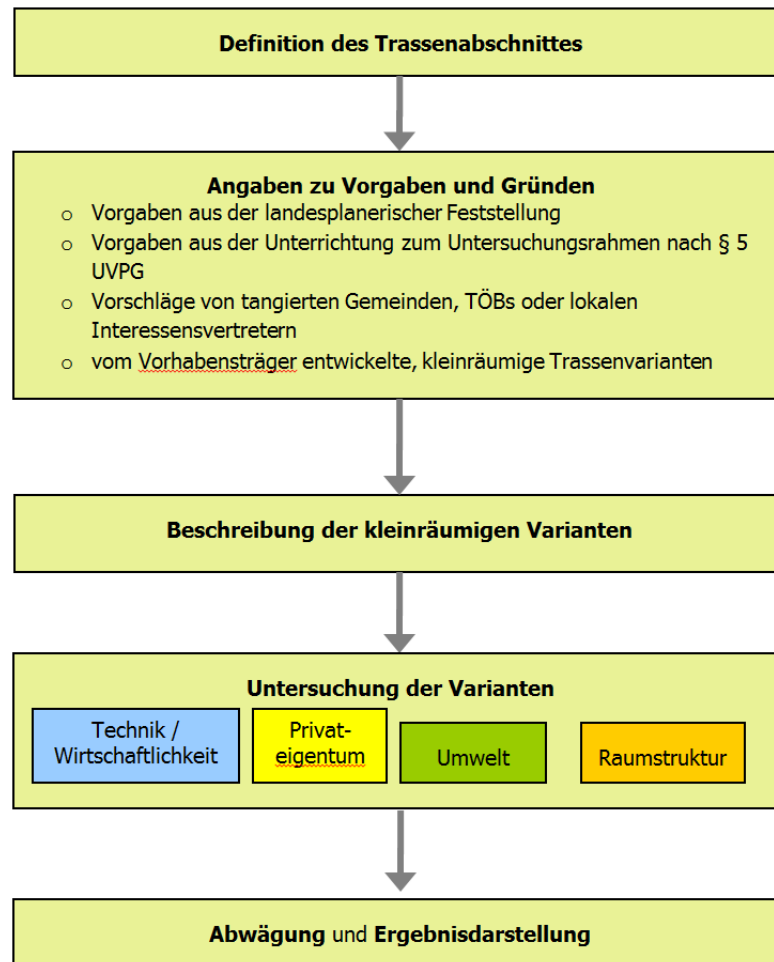 Definition des Trassenabschnittes
Angaben zu Vorgaben und Gründen
o Vorgaben aus der landesplanerischer Feststellung
o Vorgaben aus der Unterrichtung zum Untersuchungsrahmen nach § 5
UVPG
o Vorschläge von tangierten Gemeinden, TÖBs oder lokalen
Interessensvertretern
o vom Vorhabensträger entwickelte, kleinräumige Trassenvarianten
Beschreibung der kleinräumigen Varianten
Untersuchung der Varianten
Technik /
Wirtschaftlichkeit
Privat-
eigentum
Umwelt
Raumstruktur
Abwägung und Ergebnisdarstellung